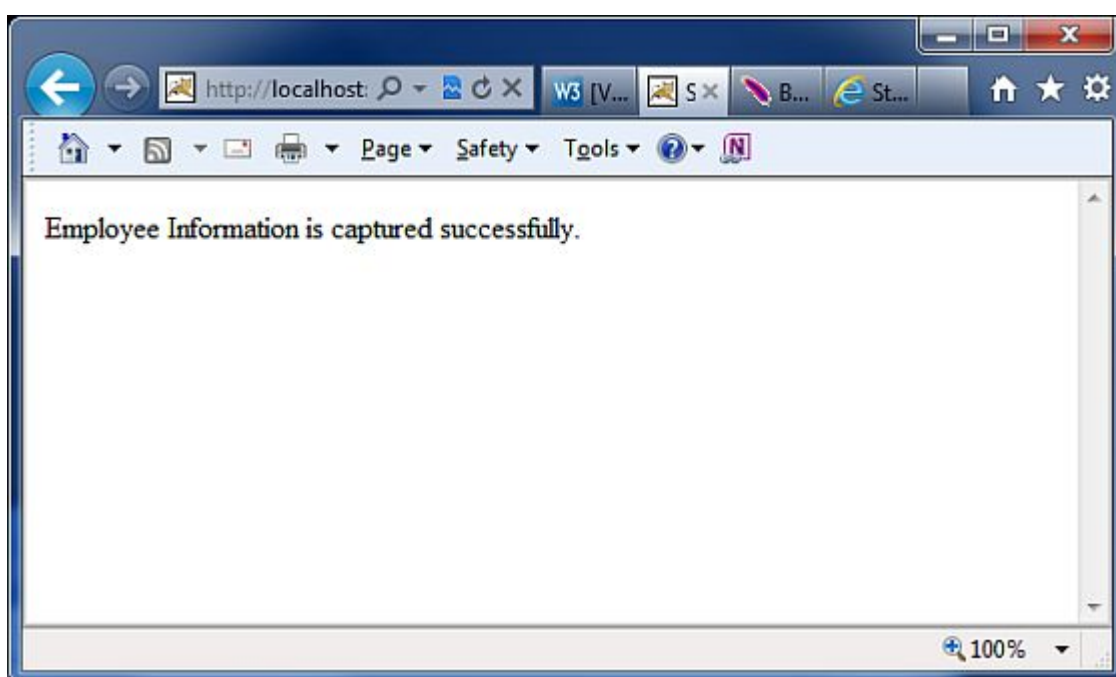 http://localhost: W3 [V... S B... St...
Page Safety Tools
Employee Information is captured successfully.
100%